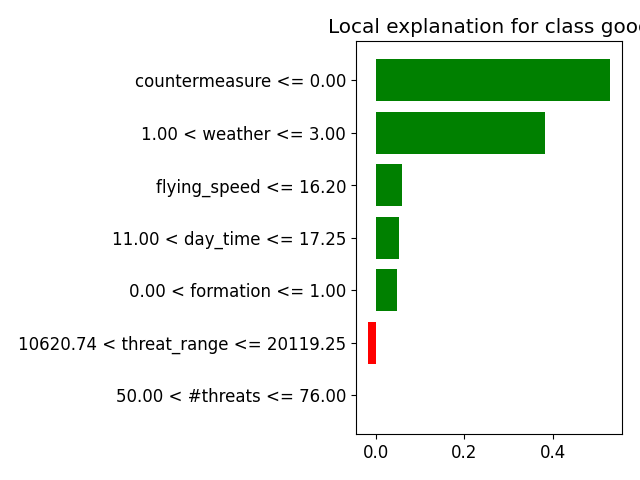 Local explanation for class good
countermeasure <= 0.00
1.00 < weather <= 3.00
flying_speed <= 16.20
11.00 < day_time <= 17.25
0.00 < formation <= 1.00
10620.74 < threat_range <= 20119.25
50.00 < #threats <= 76.00
0.0 0.2 0.4